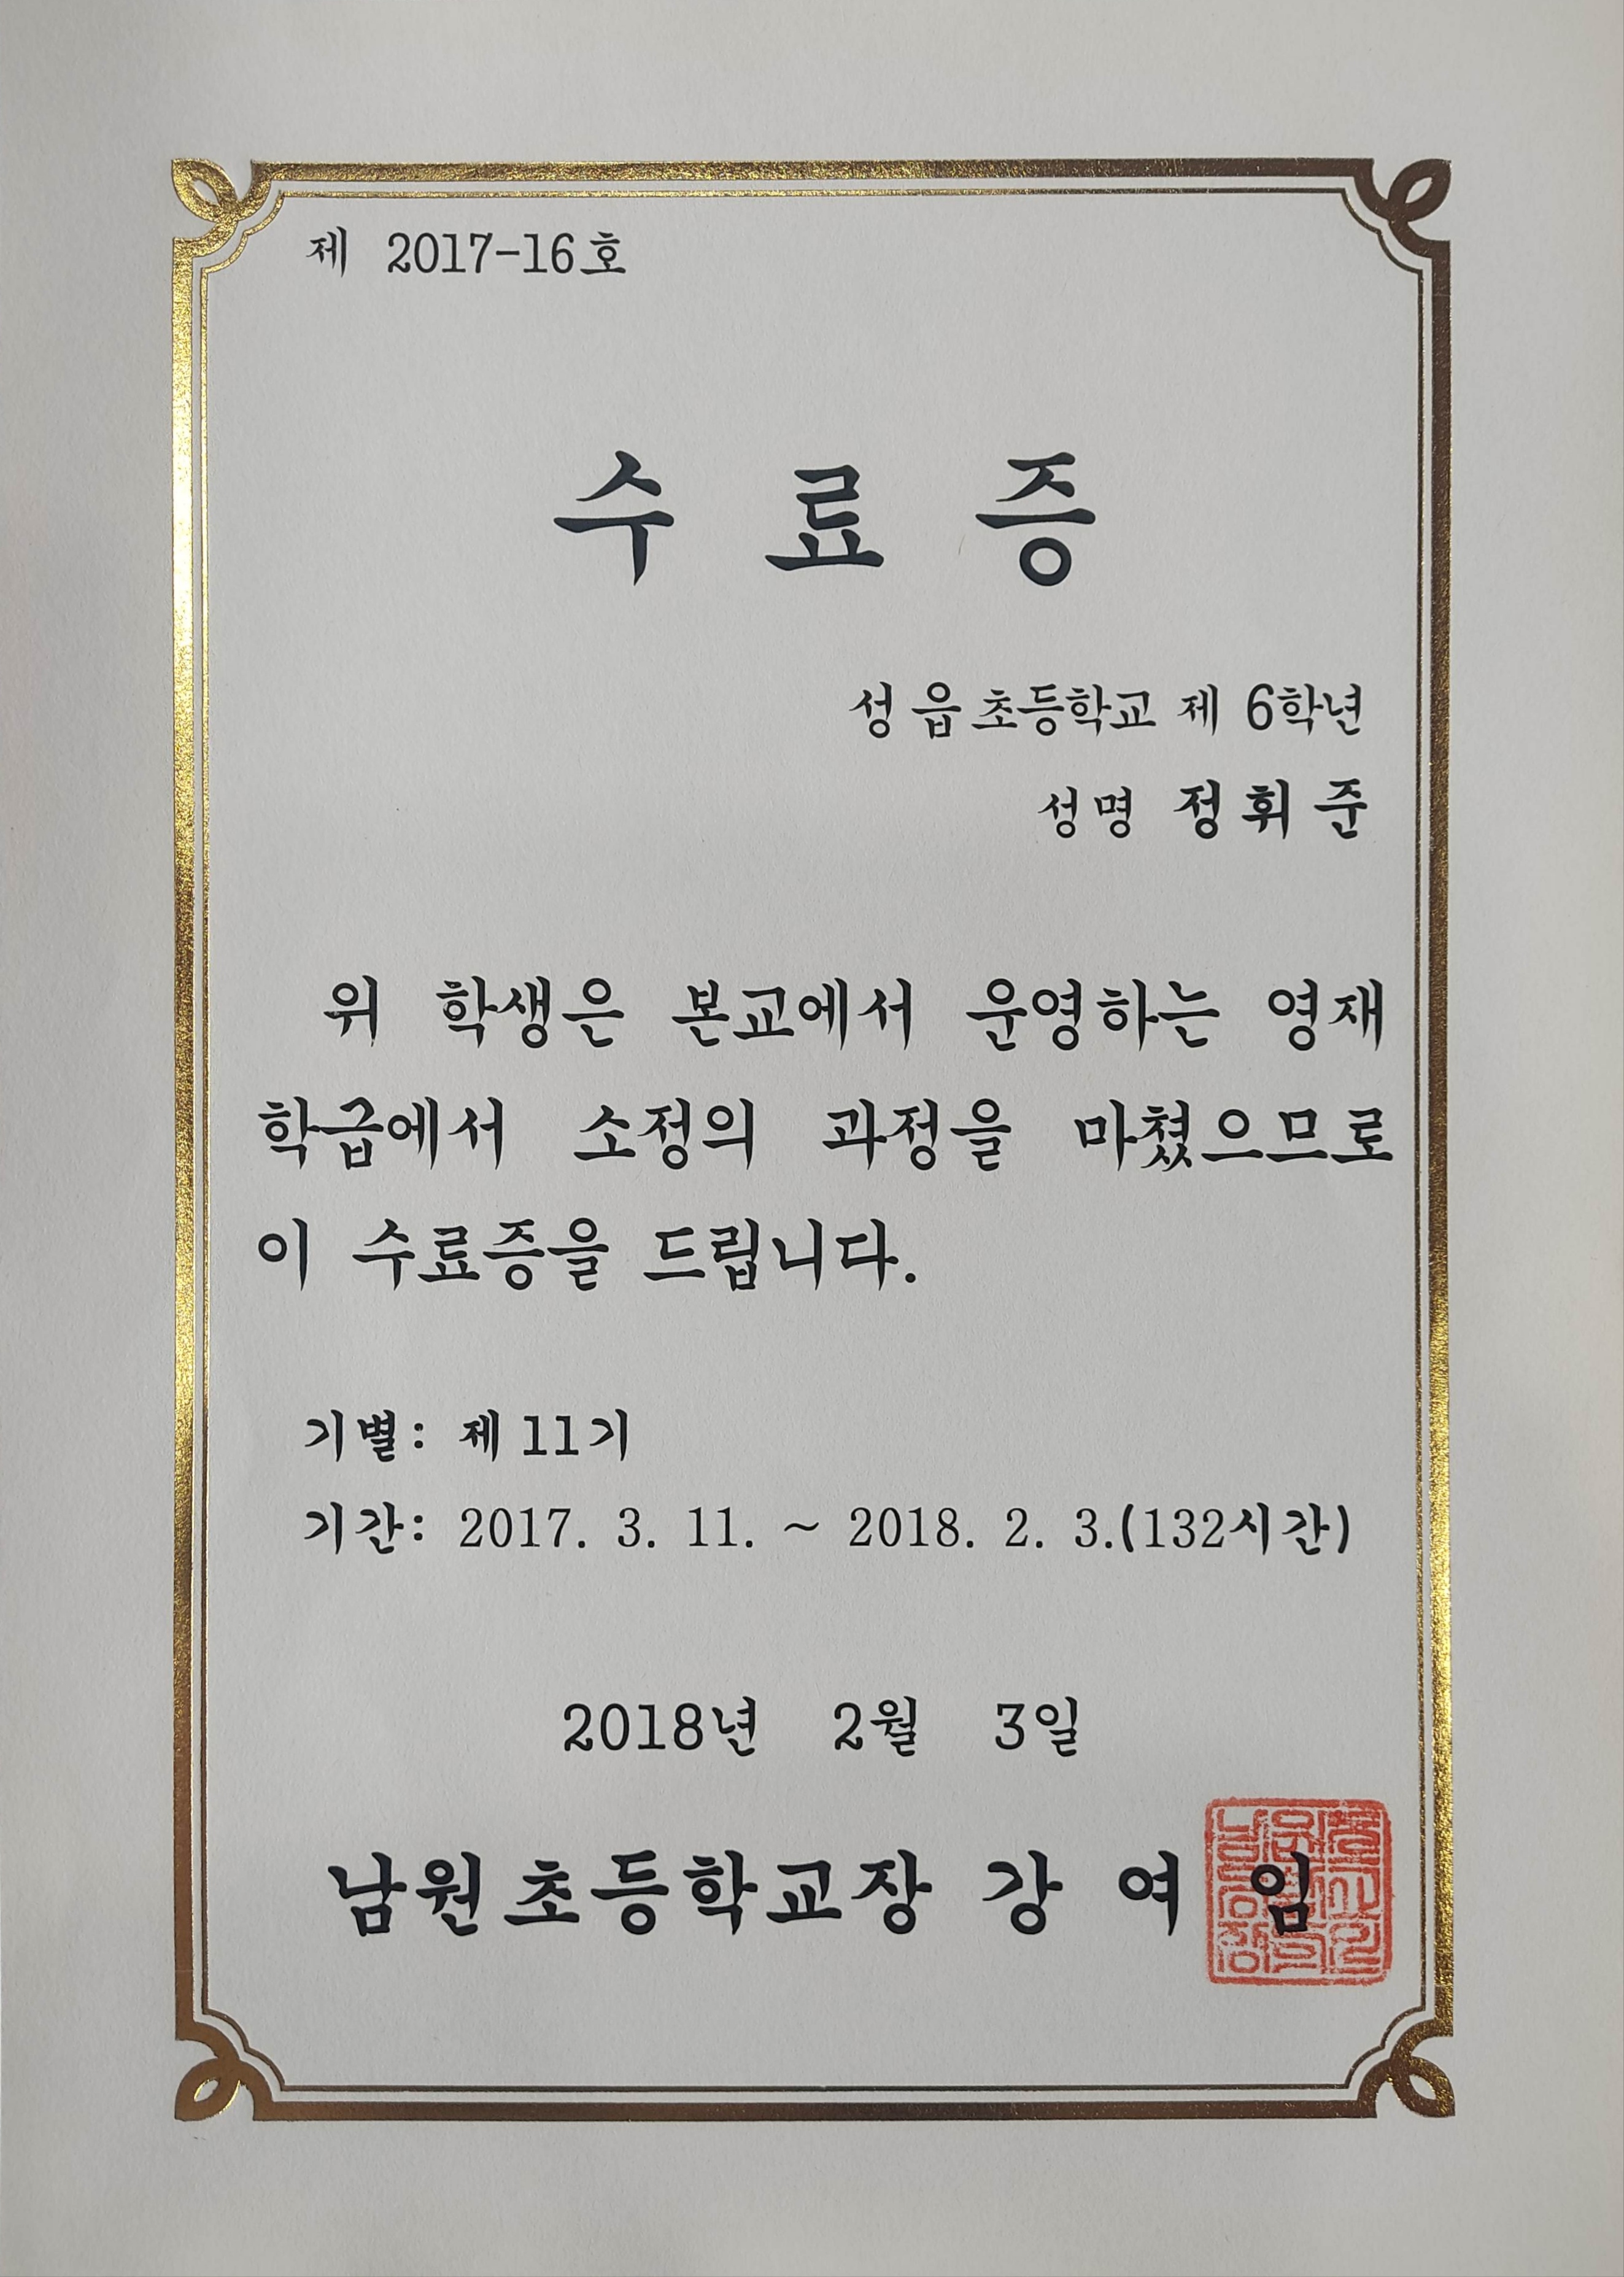 제 2017-16호
수 료 증
성 읍 초등학교 제 6학년
성명 정 휘 준
위 학생은 본교에서 운영하는 영재
학급에서 소정의 과정을 마쳤으므로
이 수료증을 드립니다.
기별: 제 11기
기간: 2017. 3. 11. ~ 2018. 2. 3.(132시간)
2018년 2월 3일
남원초등학교장 강 여 임